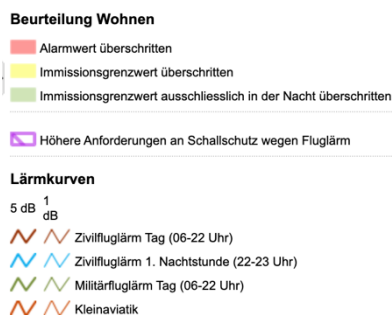 Beurteilung Wohnen
Alarmwert überschritten
Immissionsgrenzwert überschritten
Immissionsgrenzwert ausschliesslich in der Nacht überschritten
Höhere Anforderungen an Schallschutz wegen Fluglärm
Lärmkurven
5 dB 1 dB
Zivilfluglärm Tag (06-22 Uhr)
Zivilfluglärm 1. Nachtstunde (22-23 Uhr)
Militärfluglärm Tag (06-22 Uhr)
Kleinaviatik